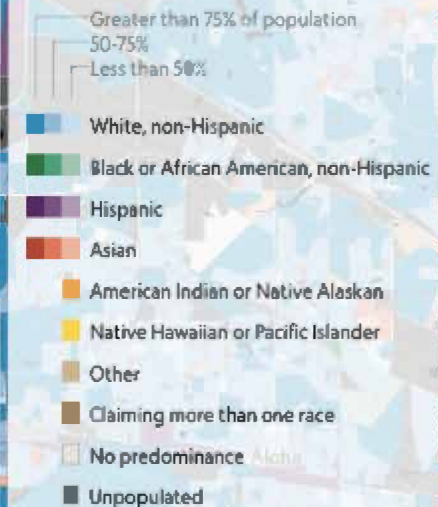 Greater than 75% of population
50-75%
Less than 50%
White, non-Hispanic
Black or African American, non-Hispanic
Hispanic
Asian
American Indian or Native Alaskan
Native Hawaiian or Pacific Islander
Other
Claiming more than one race
No predominance
Aloha
Unpopulated